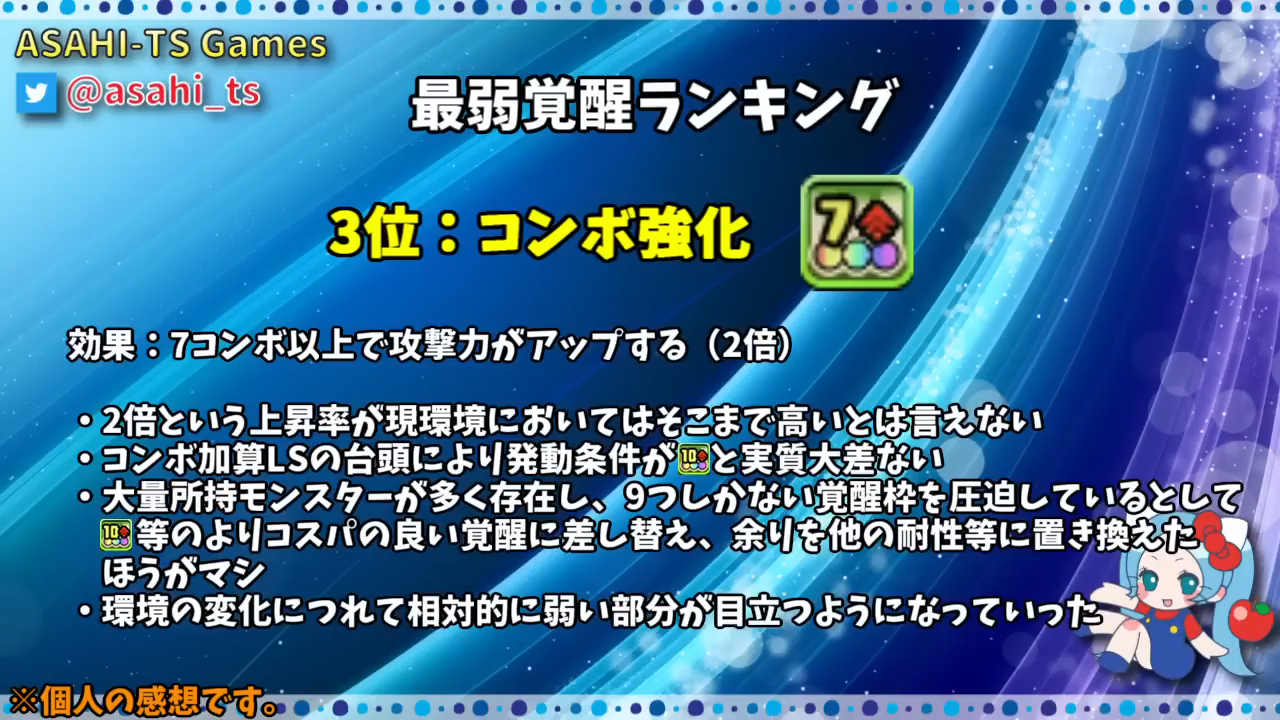 ASAHI-TS Games
@asahi_ts
最弱覚醒ランキング
3位：コンボ強化 7
効果：7コンボ以上で攻撃力がアップする（2倍）
・2倍という上昇率が現環境においてはそこまで高いとは言えない
・コンボ加算LSの台頭により発動条件が10と実質大差ない
・大量所持モンスターが多く存在し、9つしかない覚醒枠を圧迫しているとして
10等のよりコスパの良い覚醒に差し替え、余りを他の耐性等に置き換えた
ほうがマシ
・環境の変化につれて相対的に弱い部分が目立つようになっていった
※個人の感想です。